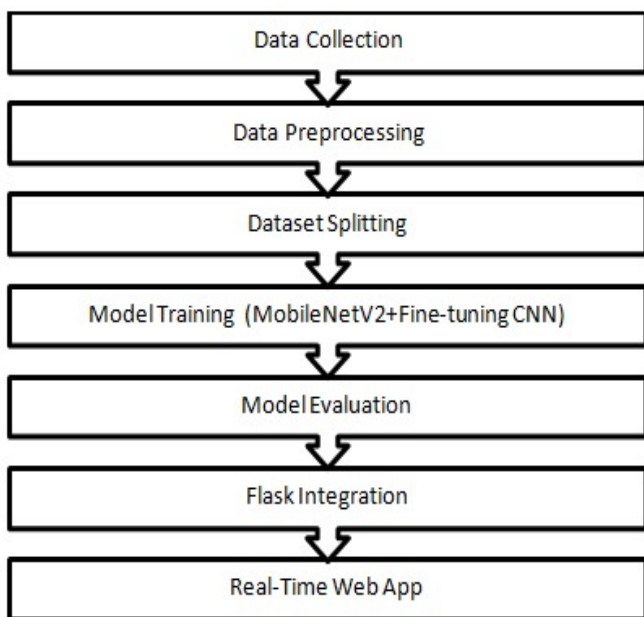 Data Collection
Data Preprocessing
Dataset Splitting
Model Training (MobileNetV2+Fine-tuning CNN)
Model Evaluation
Flask Integration
Real-Time Web App